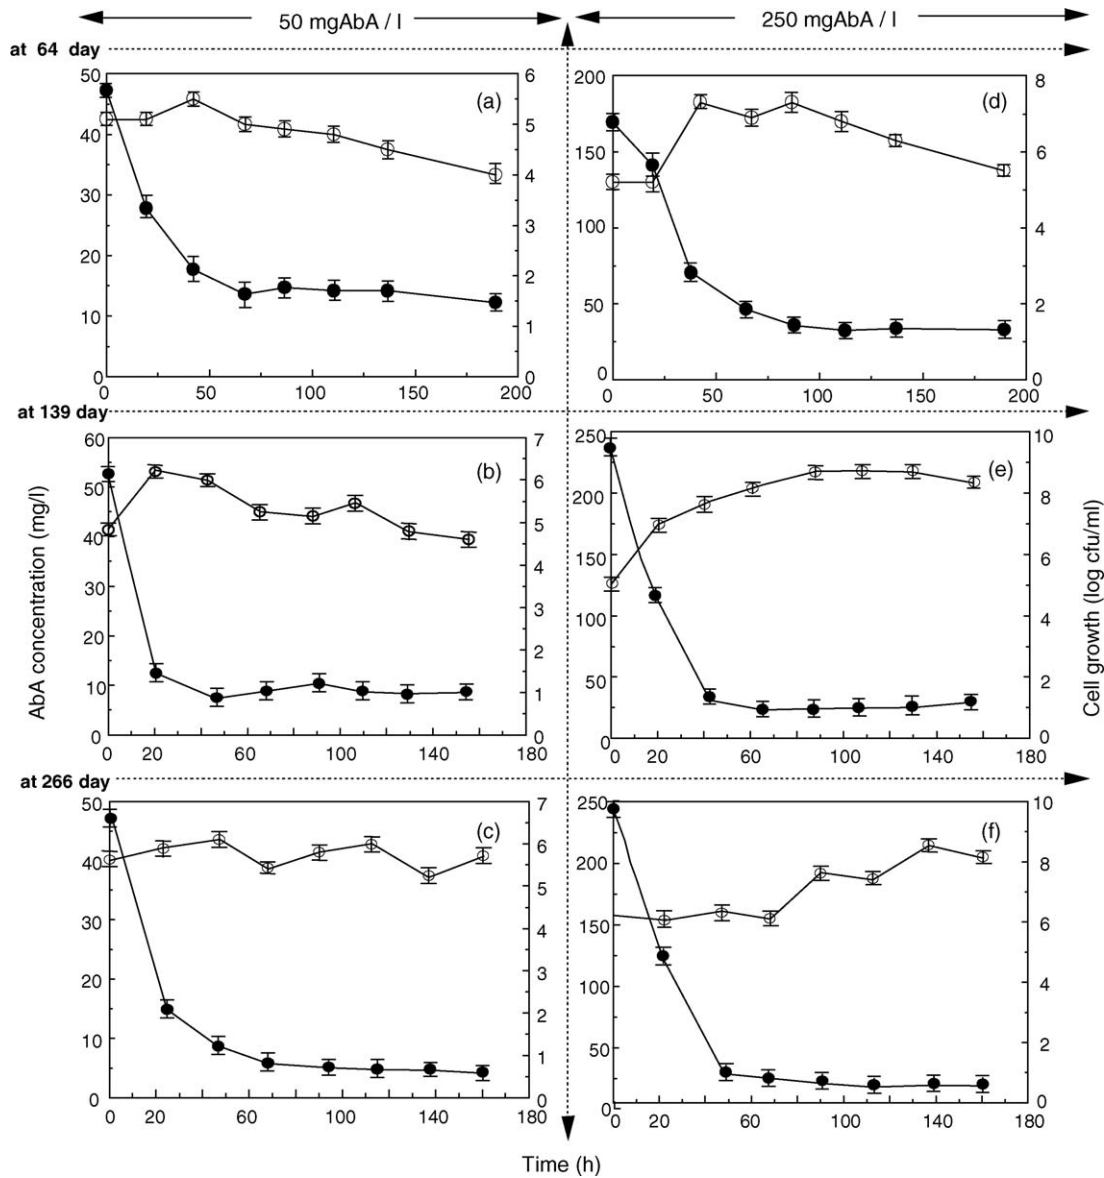 50 mgAbA / l 250 mgAbA / l
at 64 day
50 6 200 8
(a) (d)
40 5 150 6
30 4
3 100 4
20 2
10 50 2
1
0 0 0 0
0 50 100 150 200 0 50 100 150 200
at 139 day
60 7 250 10
(b) (e)
50 6 200 8
40 5
4 150 6
30 3 100 4
20 2
10 1 50 2
0 0 0 0
0 20 60 100 140 180 0 20 60 100 140 180
AbA concentration (mg/l)
Cell growth (log cfu/ml)
at 266 day
50 7 250 10
(c) (f)
40 6 200 8
5
30 4 150 6
20 3 100 4
10 2
1 50 2
0 0 0 0
0 20 60 100 140 180 0 20 60 100 140 180
Time (h)